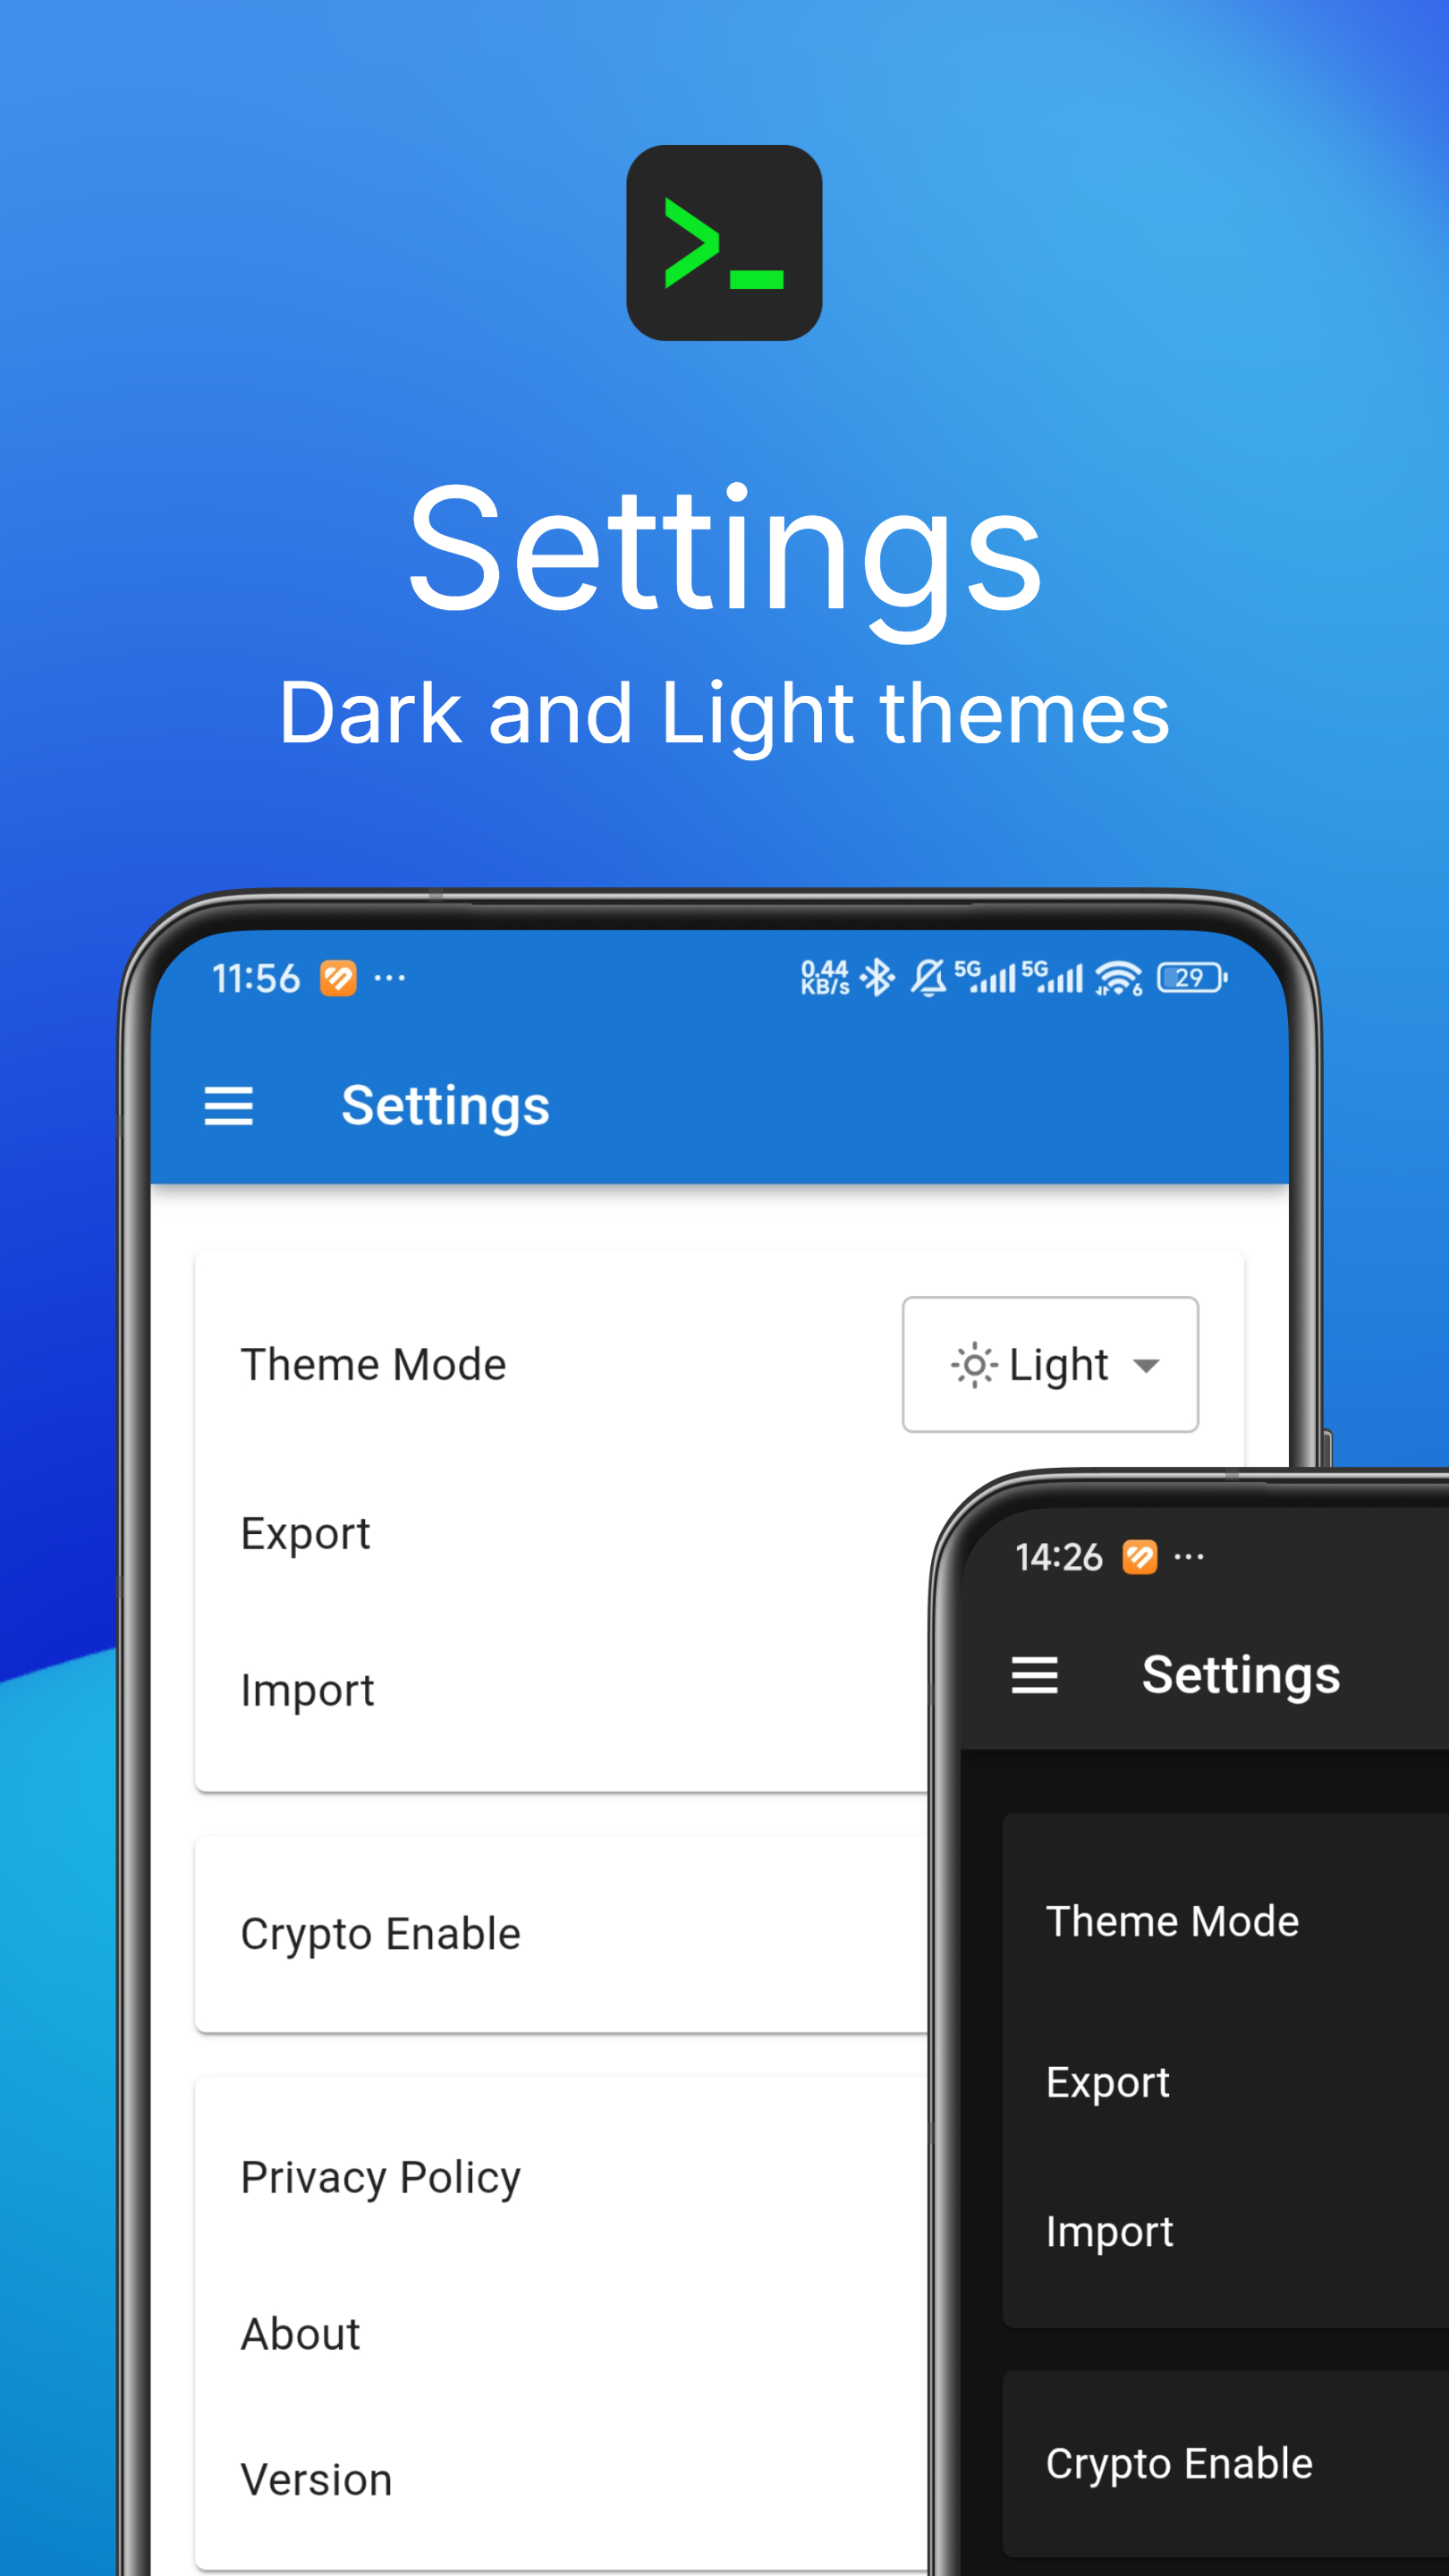 >_
Settings
Dark and Light themes
11:56 ... 0.44 KB/s 5G 5G 6 29
Settings
Theme Mode Light
Export
Import
Crypto Enable
Privacy Policy
About
Version
14:26 ...
Settings
Theme Mode
Export
Import
Crypto Enable